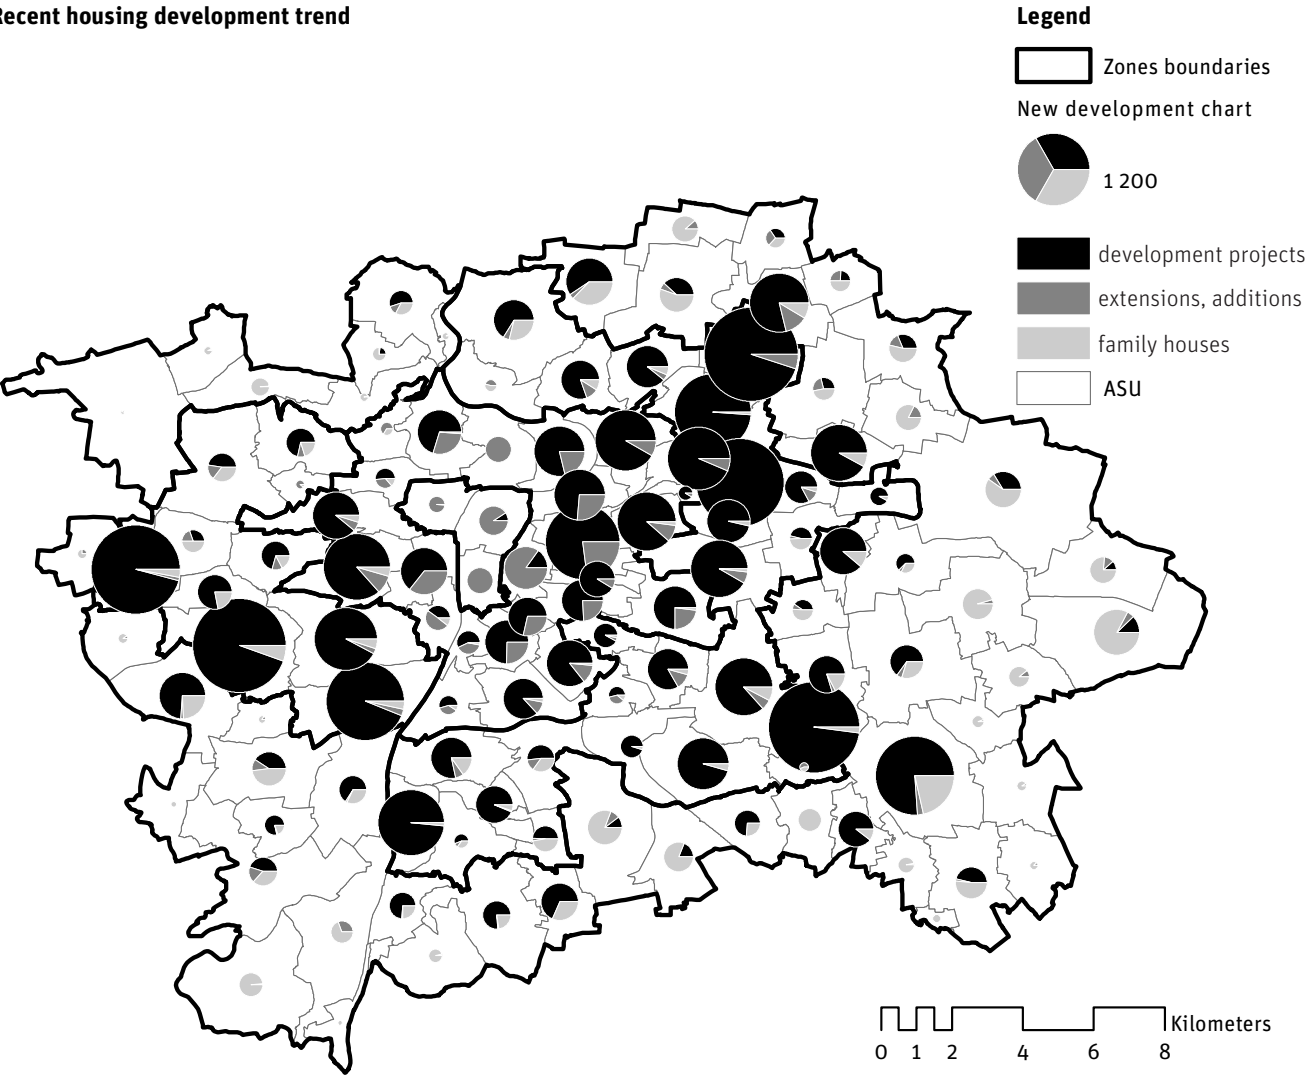 Recent housing development trend
Legend
Zones boundaries
New development chart
1 200
development projects
extensions, additions
family houses
ASU
Kilometers
0 1 2 4 6 8